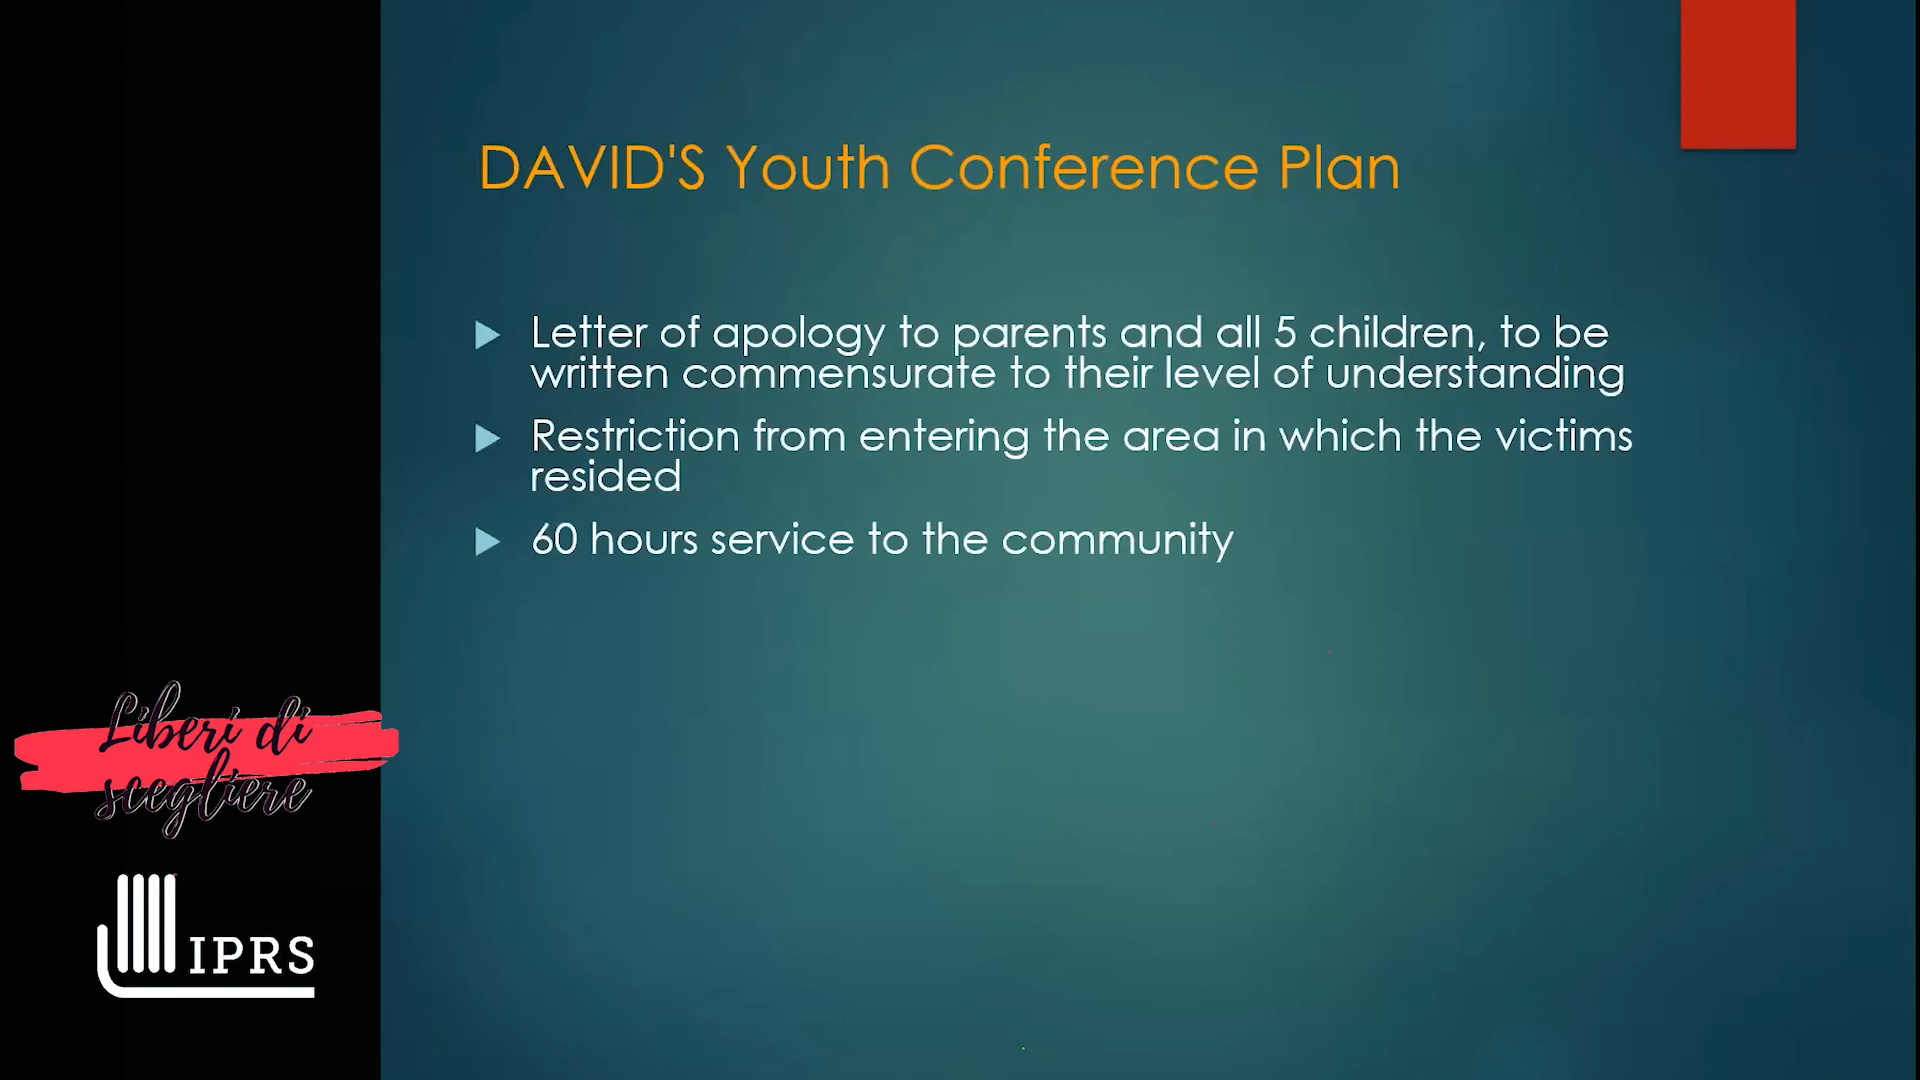 DAVID'S Youth Conference Plan
Letter of apology to parents and all 5 children, to be
written commensurate to their level of understanding
Restriction from entering the area in which the victims
resided
60 hours service to the community
Liberi di
scegliere
IPRS